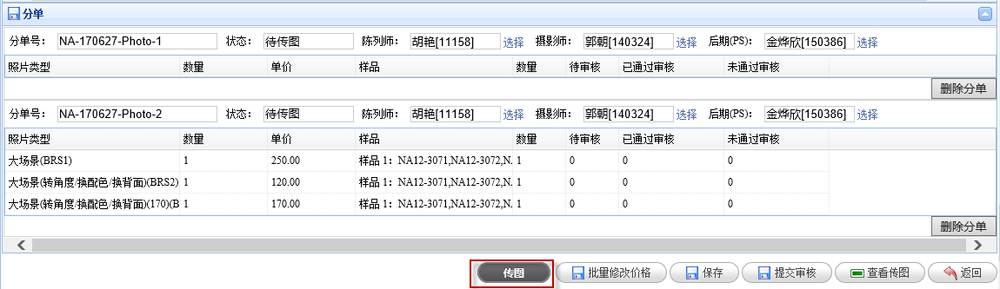 分单
分单号： NA-170627-Photo-1 状态： 待传图 陈列师： 胡艳[11158] 选择 摄影师： 郭朝[140324] 选择 后期(PS)： 金烨欣[150386] 选择
照片类型 数量 单价 样品 数量 待审核 已通过审核 未通过审核
删除分单
分单号： NA-170627-Photo-2 状态： 待传图 陈列师： 胡艳[11158] 选择 摄影师： 郭朝[140324] 选择 后期(PS)： 金烨欣[150386] 选择
照片类型 数量 单价 样品 数量 待审核 已通过审核 未通过审核
大场景(BRS1) 1 250.00 样品 1：NA12-3071,NA12-3072,N. 1 0 0 0
大场景(转角度/换配色/换背面)(BRS2) 1 120.00 样品 1：NA12-3071,NA12-3072,N. 1 0 0 0
大场景(转角度/换配色/换背面)(170)(B 1 170.00 样品 1：NA12-3071,NA12-3072,N. 1 0 0 0
删除分单
传图 批量修改价格 保存 提交审核 查看传图 返回